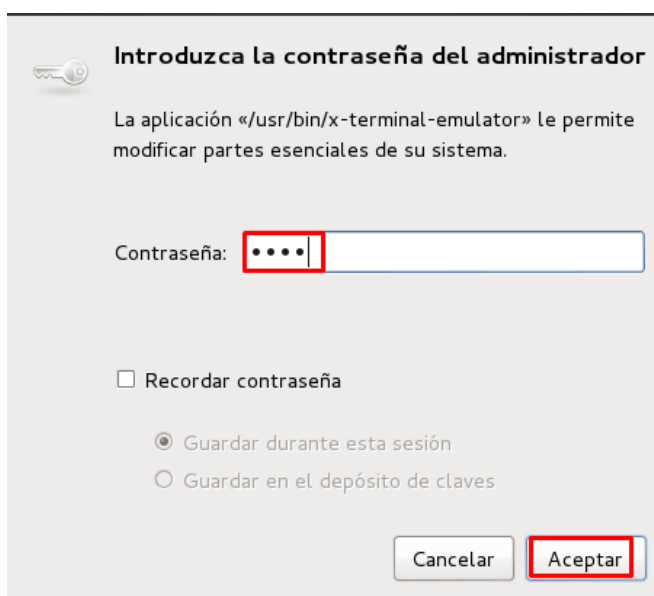 Introduzca la contraseña del administrador
La aplicación «/usr/bin/x-terminal-emulator» le permite
modificar partes esenciales de su sistema.
Contraseña: ••••
Recordar contraseña
Guardar durante esta sesión
Guardar en el depósito de claves
Cancelar Aceptar